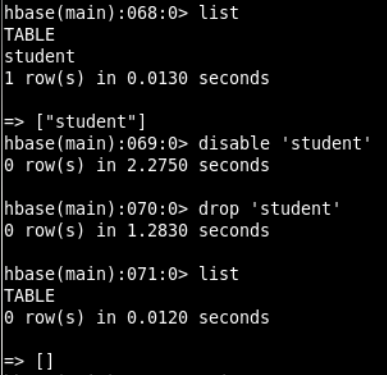 hbase(main):068:0> list
TABLE
student
1 row(s) in 0.0130 seconds
=> ["student"]
hbase(main):069:0> disable 'student'
0 row(s) in 2.2750 seconds
hbase(main):070:0> drop 'student'
0 row(s) in 1.2830 seconds
hbase(main):071:0> list
TABLE
0 row(s) in 0.0120 seconds
=> []